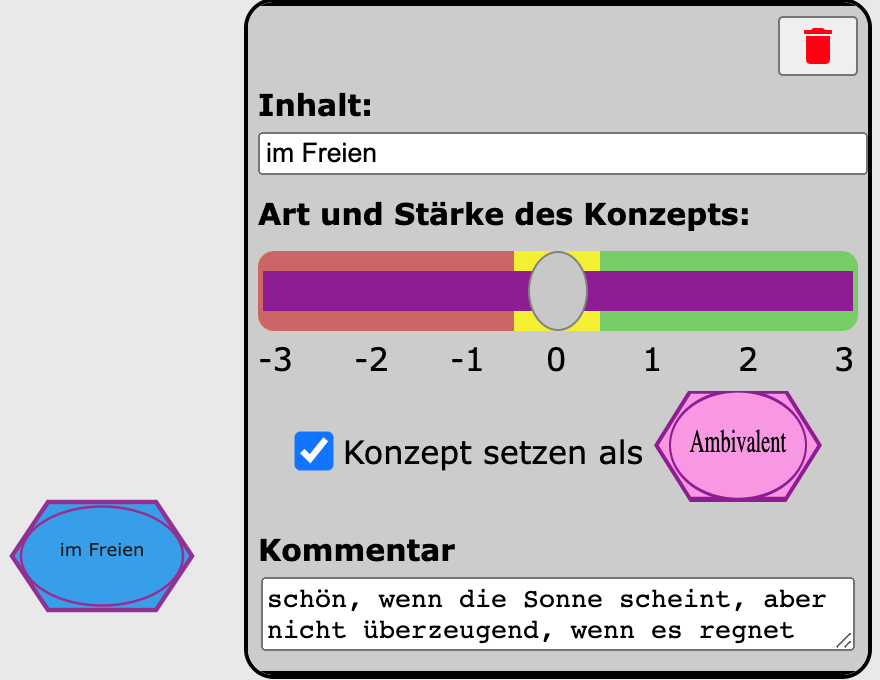 Inhalt:
im Freien
Art und Stärke des Konzepts:
-3 -2 -1 0 1 2 3
Konzept setzen als
Ambivalent
im Freien
Kommentar
schön, wenn die Sonne scheint, aber
nicht überzeugend, wenn es regnet